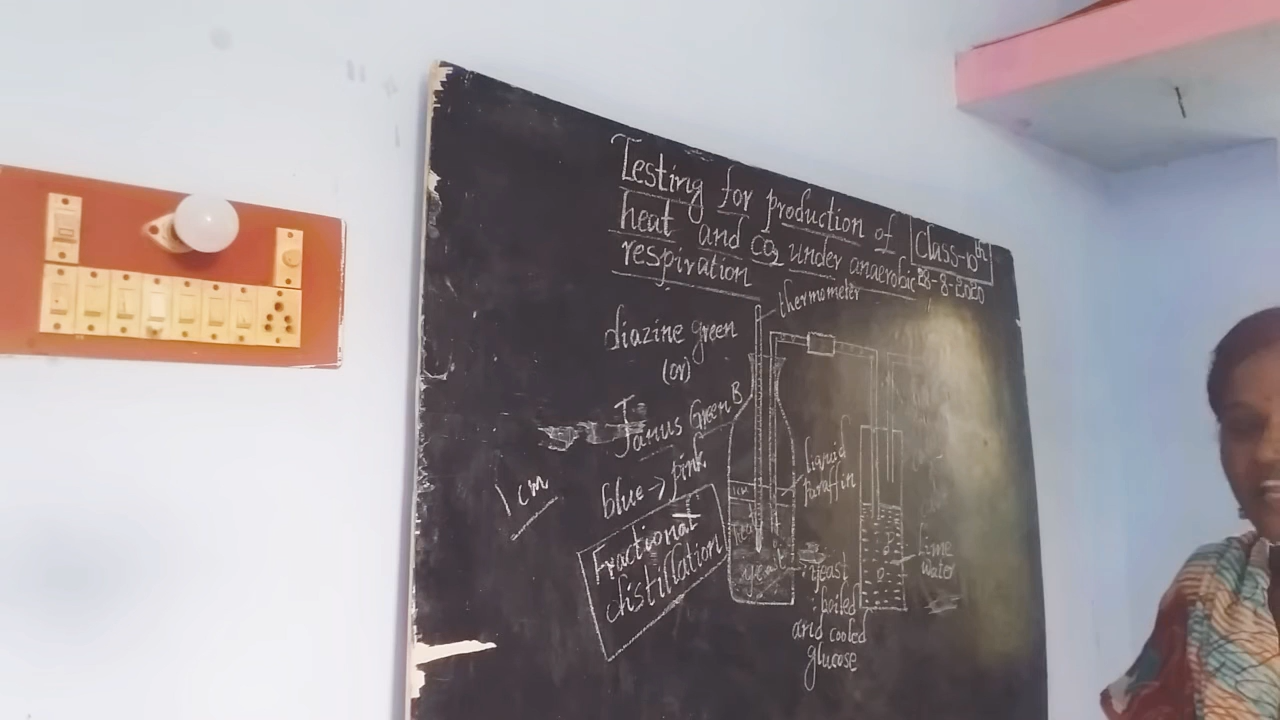 Testing for production of
heat and CO2 under anaerobic
respiration
Class-10th
28-8-2020
thermometer
diazine green
(or)
Janus Green B
blue → pink
1 cm
Fractional
distillation
liquid
paraffin
yeast
yeast
: boiled
and cooled
glucose
Lime
water